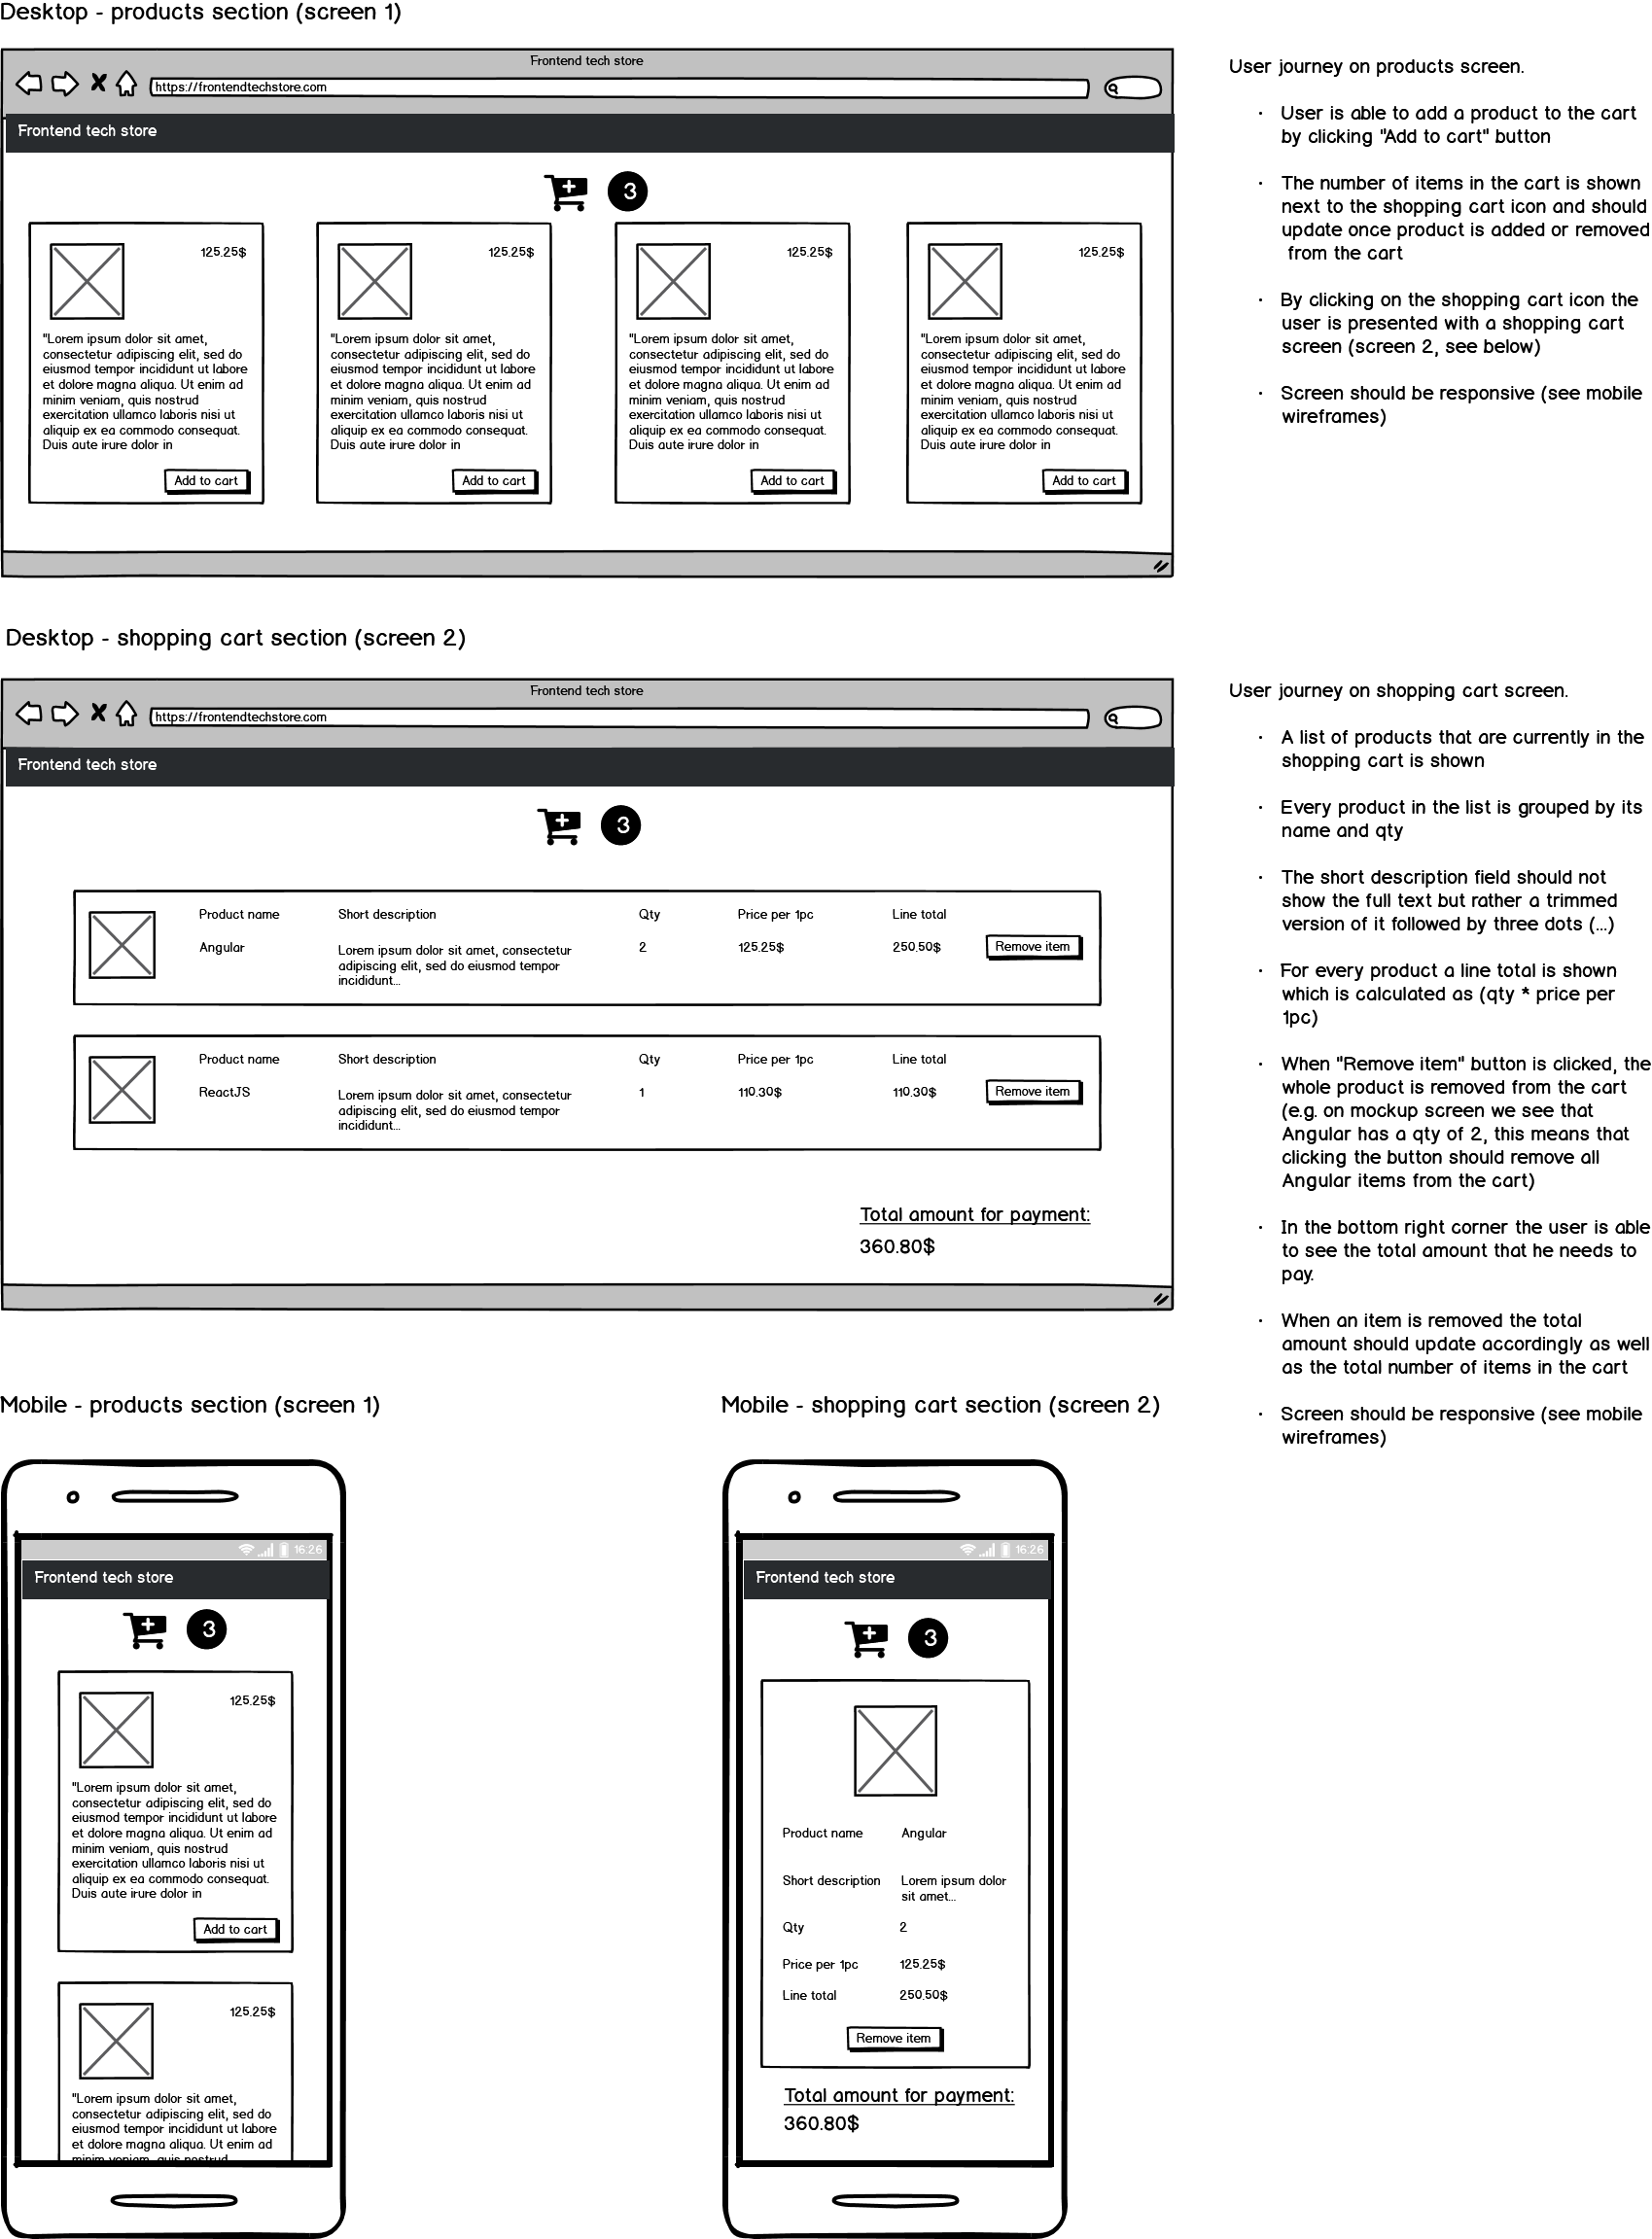 Desktop - products section (screen 1)
Frontend tech store
https://frontendtechstore.com
Frontend tech store
3
125.25$
"Lorem ipsum dolor sit amet,
consectetur adipiscing elit, sed do
eiusmod tempor incididunt ut labore
et dolore magna aliqua. Ut enim ad
minim veniam, quis nostrud
exercitation ullamco laboris nisi ut
aliquip ex ea commodo consequat.
Duis aute irure dolor in
Add to cart
125.25$
"Lorem ipsum dolor sit amet,
consectetur adipiscing elit, sed do
eiusmod tempor incididunt ut labore
et dolore magna aliqua. Ut enim ad
minim veniam, quis nostrud
exercitation ullamco laboris nisi ut
aliquip ex ea commodo consequat.
Duis aute irure dolor in
Add to cart
125.25$
"Lorem ipsum dolor sit amet,
consectetur adipiscing elit, sed do
eiusmod tempor incididunt ut labore
et dolore magna aliqua. Ut enim ad
minim veniam, quis nostrud
exercitation ullamco laboris nisi ut
aliquip ex ea commodo consequat.
Duis aute irure dolor in
Add to cart
125.25$
"Lorem ipsum dolor sit amet,
consectetur adipiscing elit, sed do
eiusmod tempor incididunt ut labore
et dolore magna aliqua. Ut enim ad
minim veniam, quis nostrud
exercitation ullamco laboris nisi ut
aliquip ex ea commodo consequat.
Duis aute irure dolor in
Add to cart
User journey on products screen.
· User is able to add a product to the cart
by clicking "Add to cart" button
· The number of items in the cart is shown
next to the shopping cart icon and should
update once product is added or removed
from the cart
· By clicking on the shopping cart icon the
user is presented with a shopping cart
screen (screen 2, see below)
· Screen should be responsive (see mobile
wireframes)
Desktop - shopping cart section (screen 2)
Frontend tech store
https://frontendtechstore.com
Frontend tech store
3
Product name Short description Qty Price per 1pc Line total
Angular Lorem ipsum dolor sit amet, consectetur 2 125.25$ 250.50$ Remove item
adipiscing elit, sed do eiusmod tempor
incididunt...
Product name Short description Qty Price per 1pc Line total
ReactJS Lorem ipsum dolor sit amet, consectetur 1 110.30$ 110.30$ Remove item
adipiscing elit, sed do eiusmod tempor
incididunt...
Total amount for payment:
360.80$
User journey on shopping cart screen.
· A list of products that are currently in the
shopping cart is shown
· Every product in the list is grouped by its
name and qty
· The short description field should not
show the full text but rather a trimmed
version of it followed by three dots (...)
· For every product a line total is shown
which is calculated as (qty * price per
1pc)
· When "Remove item" button is clicked, the
whole product is removed from the cart
(e.g. on mockup screen we see that
Angular has a qty of 2, this means that
clicking the button should remove all
Angular items from the cart)
· In the bottom right corner the user is able
to see the total amount that he needs to
pay.
· When an item is removed the total
amount should update accordingly as well
as the total number of items in the cart
· Screen should be responsive (see mobile
wireframes)
Mobile - products section (screen 1)
16:26
Frontend tech store
3
125.25$
"Lorem ipsum dolor sit amet,
consectetur adipiscing elit, sed do
eiusmod tempor incididunt ut labore
et dolore magna aliqua. Ut enim ad
minim veniam, quis nostrud
exercitation ullamco laboris nisi ut
aliquip ex ea commodo consequat.
Duis aute irure dolor in
Add to cart
125.25$
"Lorem ipsum dolor sit amet,
consectetur adipiscing elit, sed do
eiusmod tempor incididunt ut labore
et dolore magna aliqua. Ut enim ad
minim veniam, quis nostrud
Mobile - shopping cart section (screen 2)
16:26
Frontend tech store
3
Product name Angular
Short description Lorem ipsum dolor
sit amet...
Qty 2
Price per 1pc 125.25$
Line total 250.50$
Remove item
Total amount for payment:
360.80$